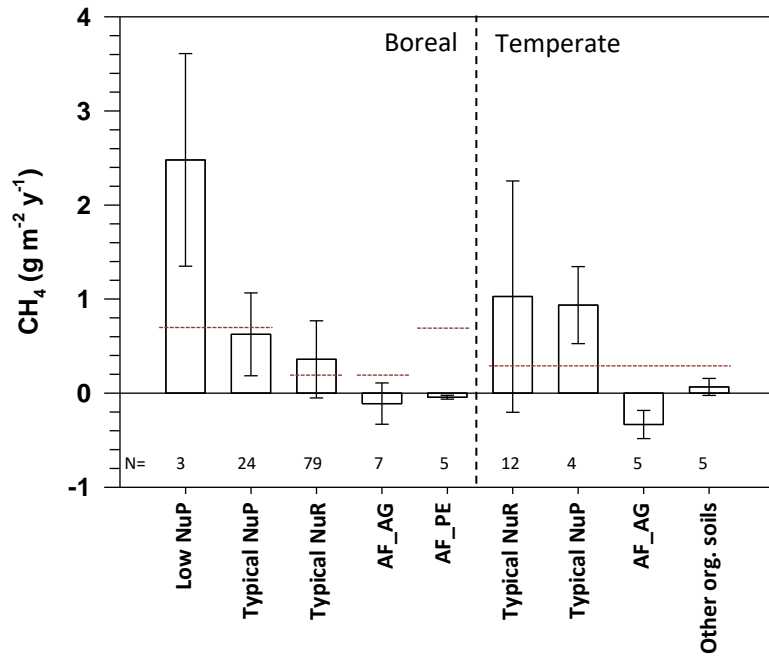 4
Boreal
Temperate
3
2
1
0
-1
CH₄ (g m⁻² y⁻¹)
N= 3 24 79 7 5 12 4 5 5
Low NuP
Typical NuP
Typical NuR
AF_AG
AF_PE
Typical NuR
Typical NuP
AF_AG
Other org. soils